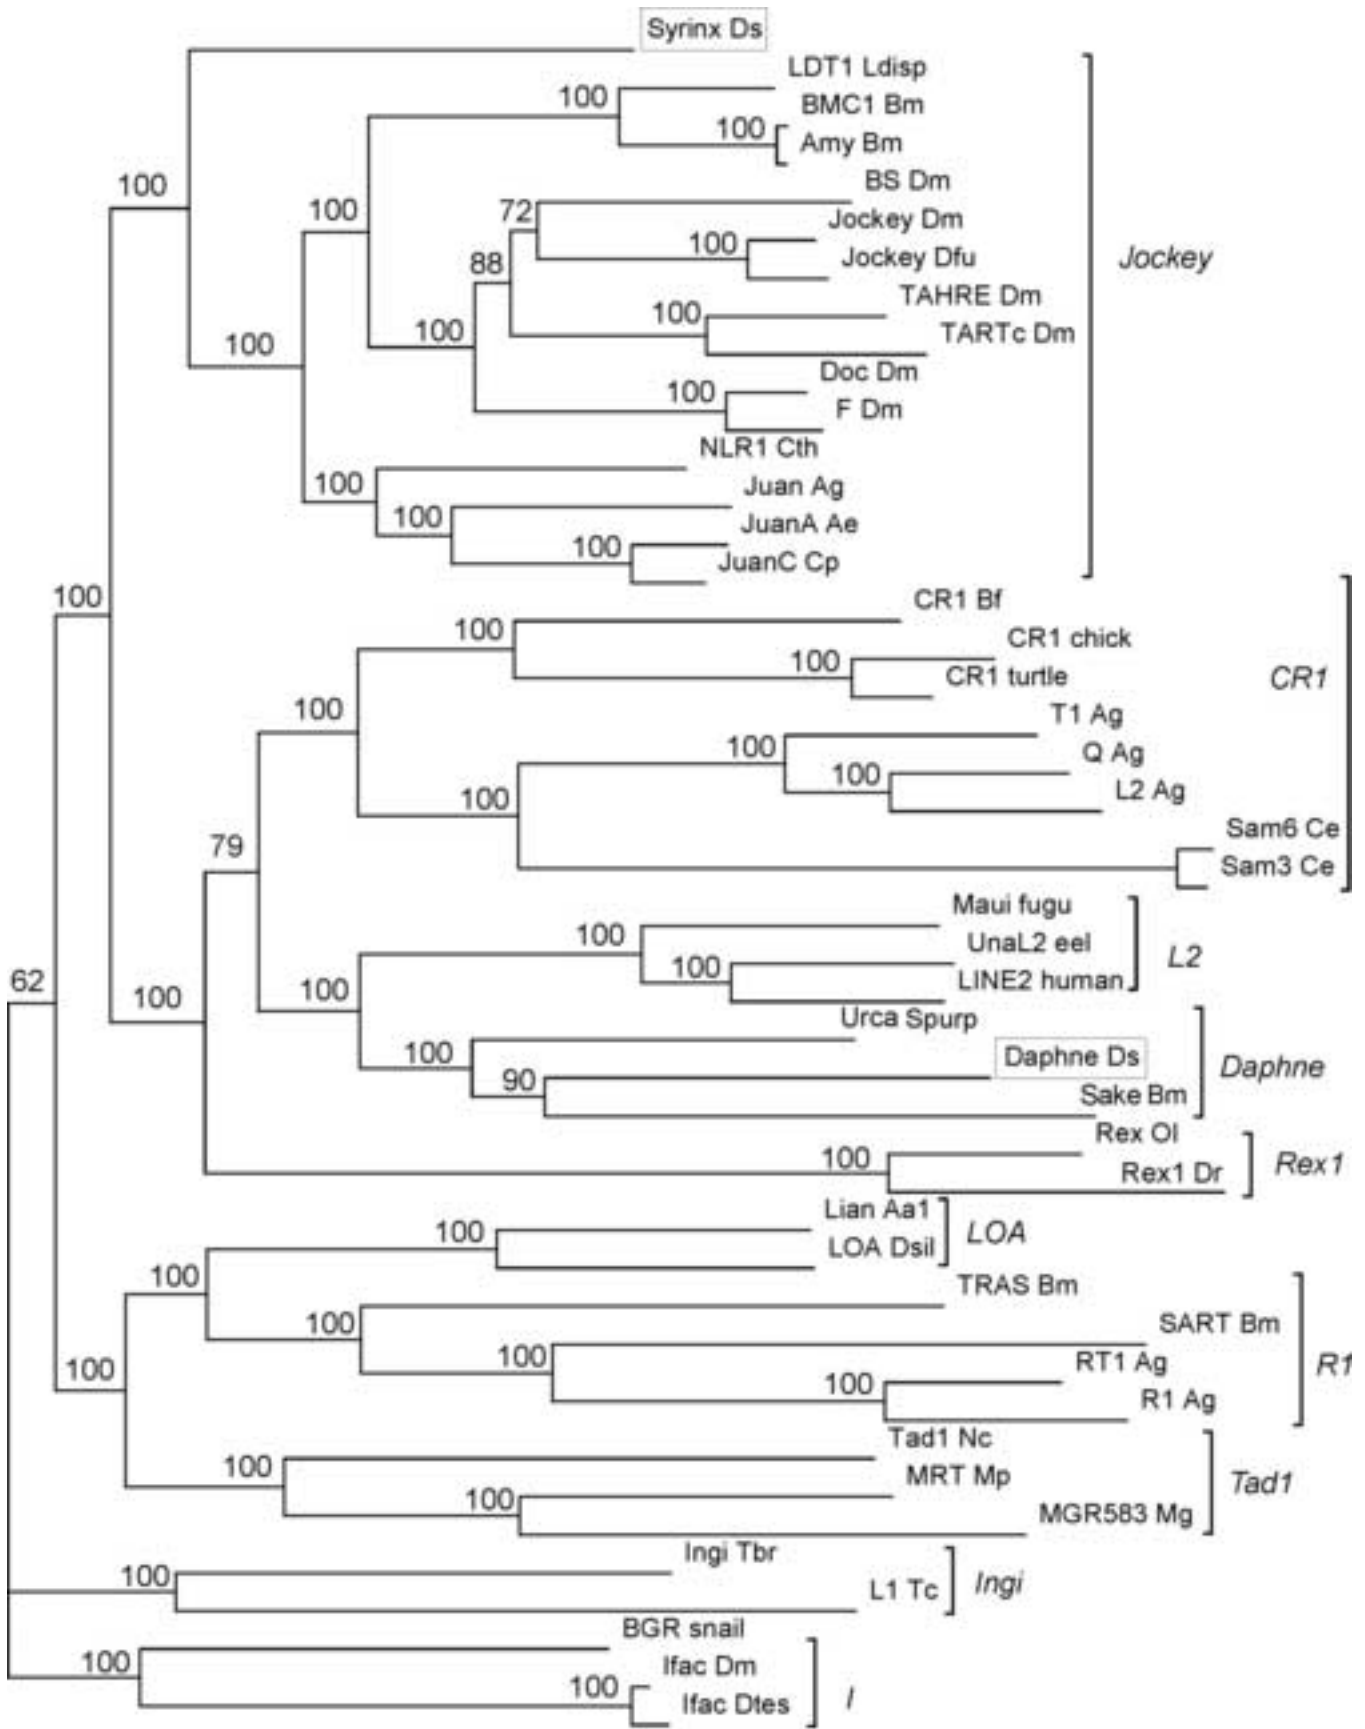 Syrinx Ds
LDT1 Ldisp
100
BMC1 Bm
100
Amy Bm
BS Dm
100
100
72
Jockey Dm
100
Jockey Dfu
Jockey
88
TAHRE Dm
100
TARTc Dm
100
100
Doc Dm
100
F Dm
NLR1 Cth
100
Juan Ag
100
JuanA Ae
100
JuanC Cp
100
CR1 Bf
100
CR1 chick
100
CR1 turtle
CR1
100
T1 Ag
100
Q Ag
100
L2 Ag
100
Sam6 Ce
79
Sam3 Ce
Maui fugu
100
UnaL2 eel
L2
100
LINE2 human
62
100
100
Urca Spurp
100
Daphne Ds
Daphne
90
Sake Bm
Rex Ol
100
Rex1 Dr
Rex1
Lian Aa1
100
LOA Dsil
LOA
100
TRAS Bm
100
SART Bm
100
RT1 Ag
R1
100
100
R1 Ag
Tad1 Nc
100
MRT Mp
Tad1
100
MGR583 Mg
Ingi Tbr
100
L1 Tc
Ingi
BGR snail
100
Ifac Dm
100
Ifac Dtes
I